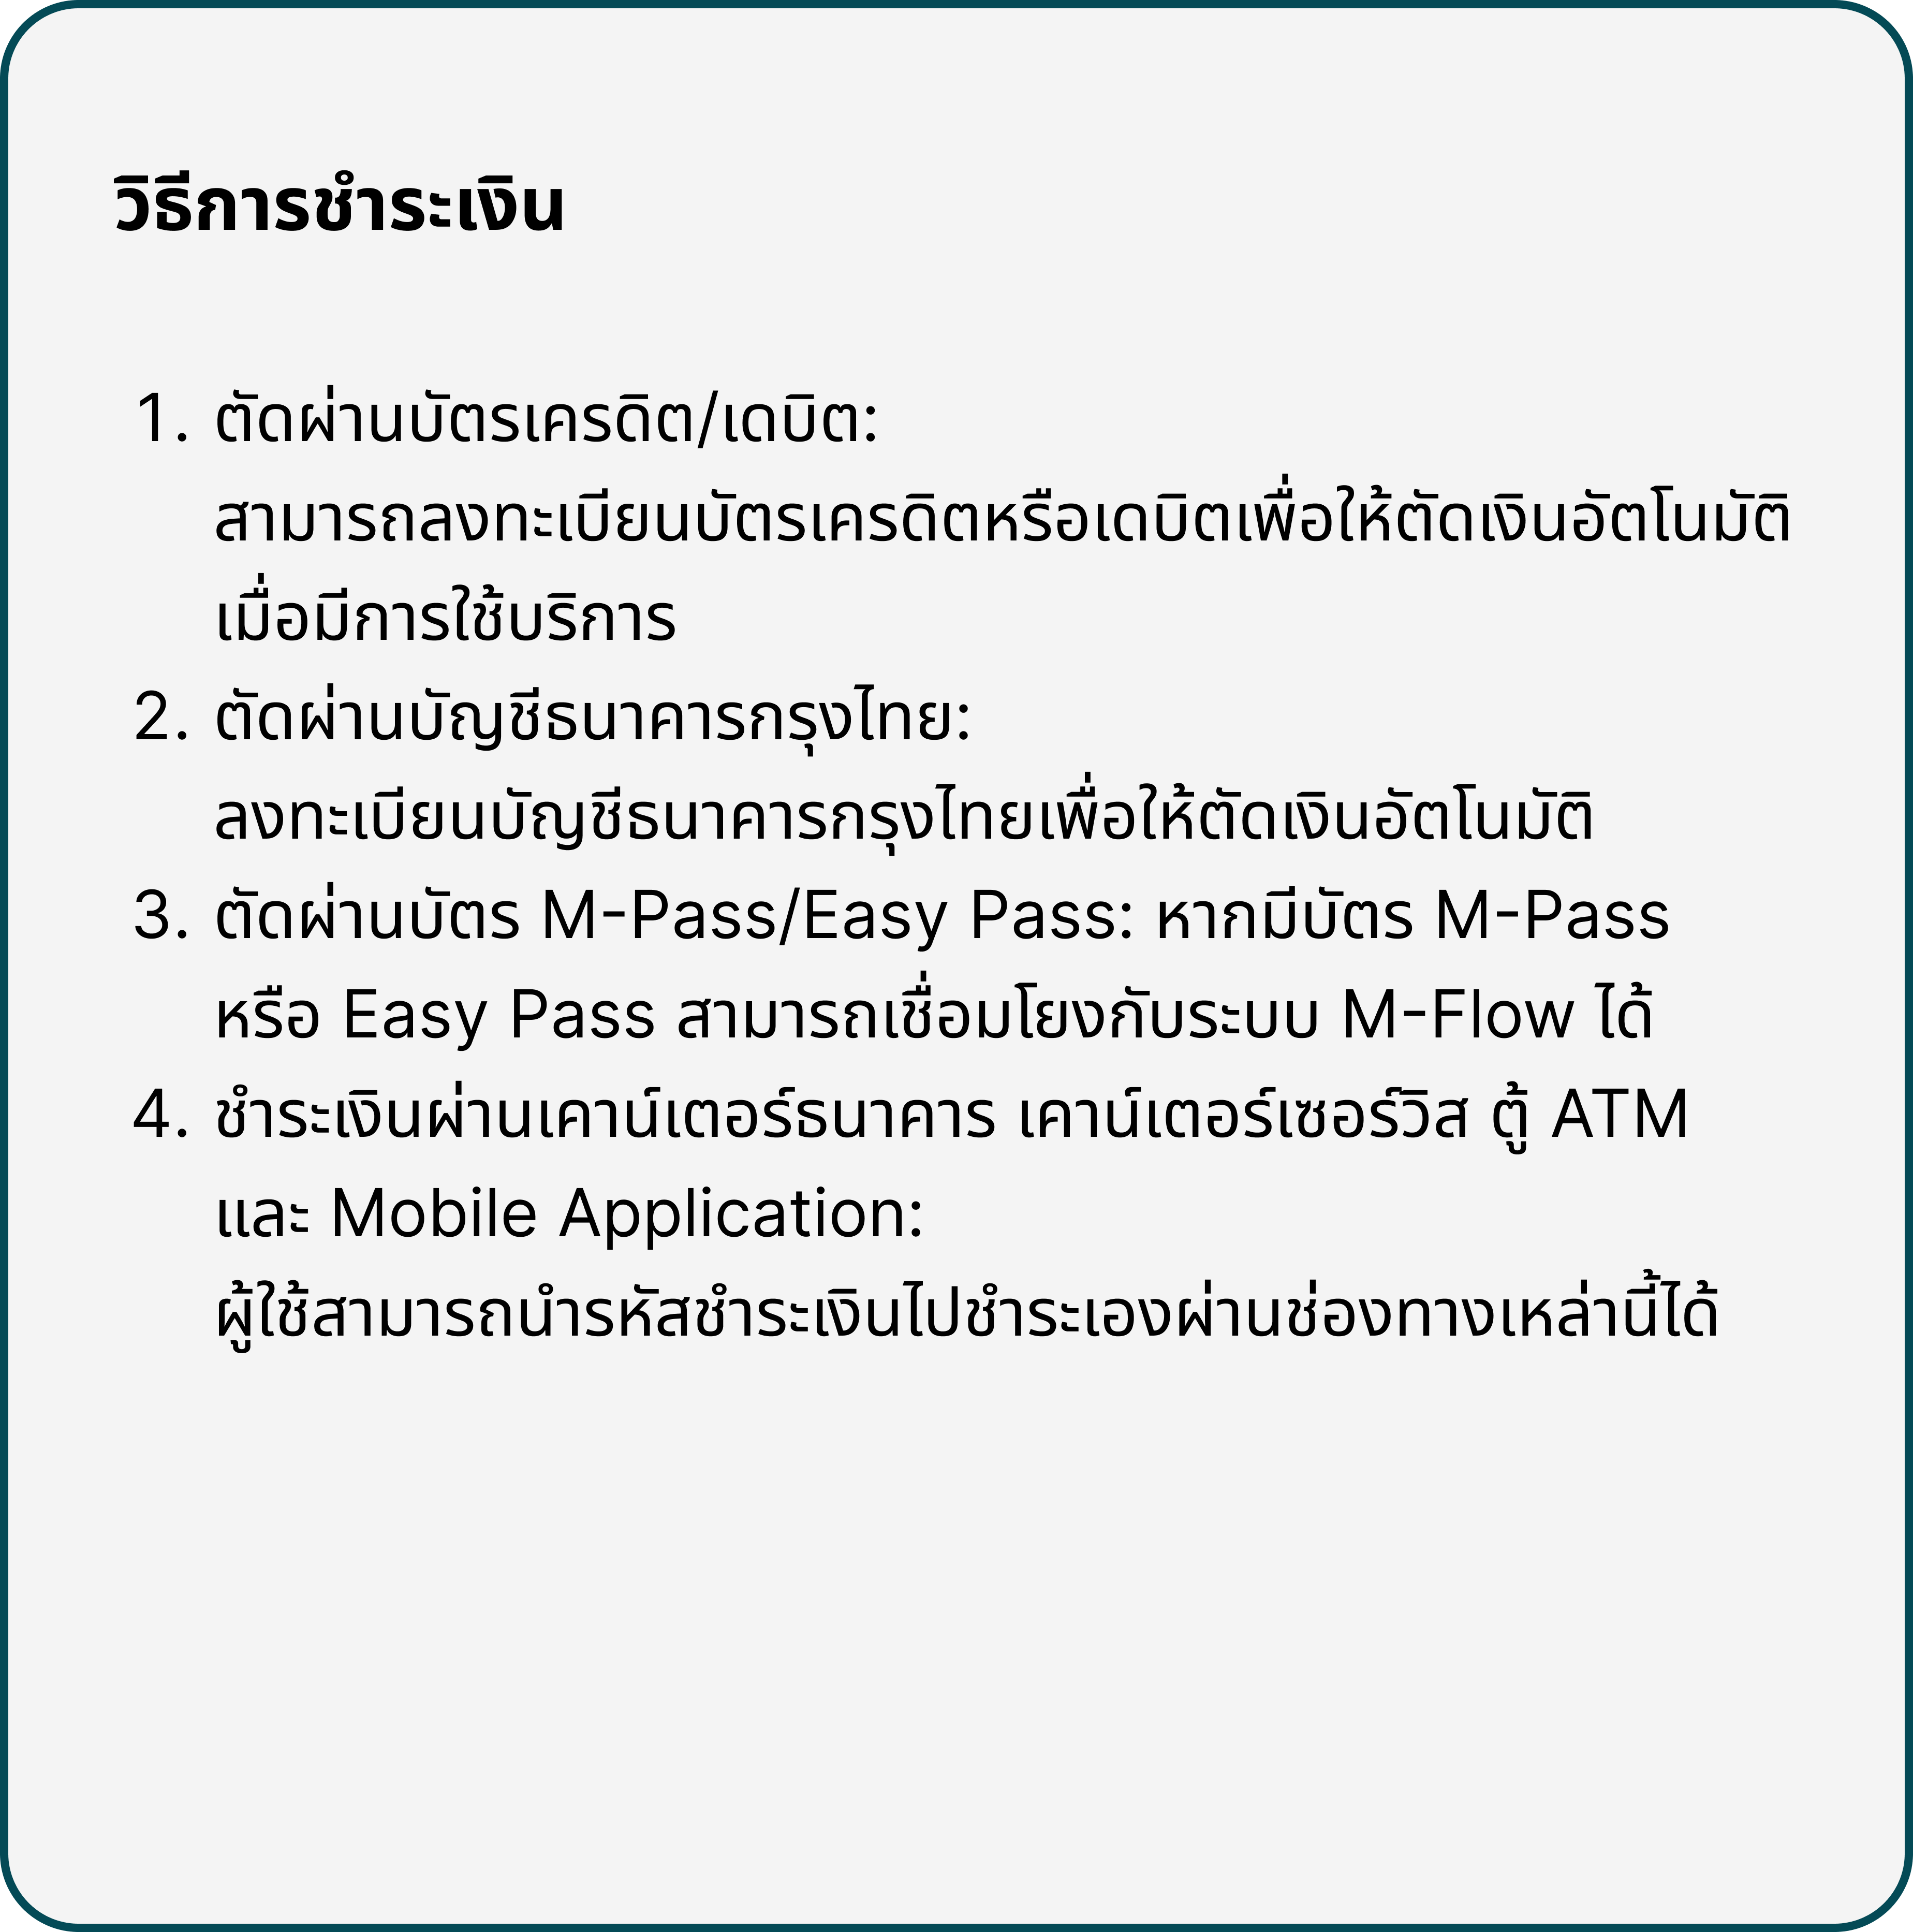 วิธีการชำระเงิน
1. ตัดผ่านบัตรเครดิต/เดบิต:
สามารถลงทะเบียนบัตรเครดิตหรือเดบิตเพื่อให้ตัดเงินอัตโนมัติ
เมื่อมีการใช้บริการ
2. ตัดผ่านบัญชีธนาคารกรุงไทย:
ลงทะเบียนบัญชีธนาคารกรุงไทยเพื่อให้ตัดเงินอัตโนมัติ
3. ตัดผ่านบัตร M-Pass/Easy Pass: หากมีบัตร M-Pass
หรือ Easy Pass สามารถเชื่อมโยงกับระบบ M-Flow ได้
4. ชำระเงินผ่านเคาน์เตอร์ธนาคาร เคาน์เตอร์เซอร์วิส ตู้ ATM
และ Mobile Application:
ผู้ใช้สามารถนำรหัสชำระเงินไปชำระเองผ่านช่องทางเหล่านี้ได้